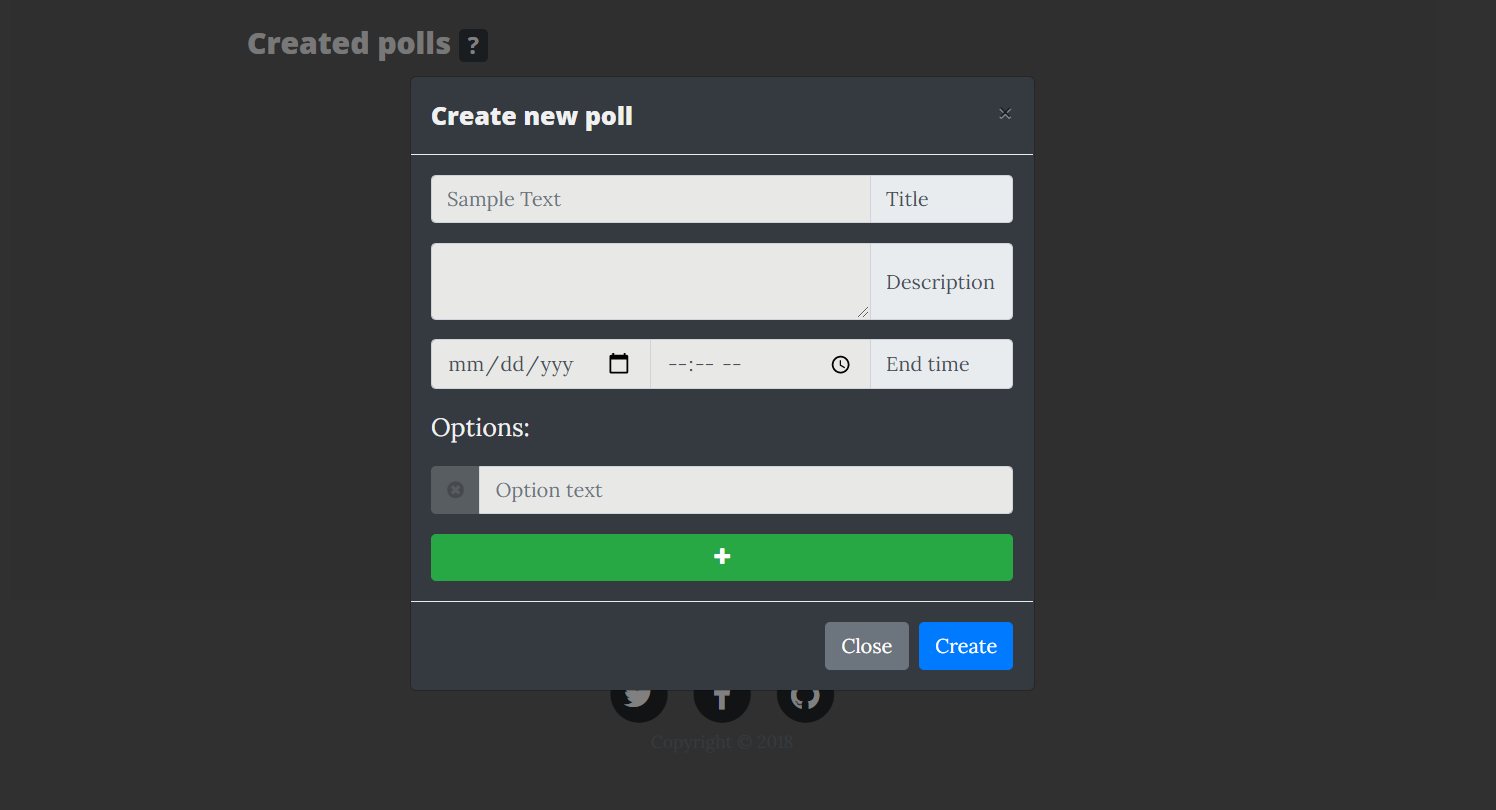 Created polls ?
Create new poll
×
Sample Text Title
Description
mm/dd/yyy --:-- -- End time
Options:
Option text
+
Close Create
Copyright © 2018